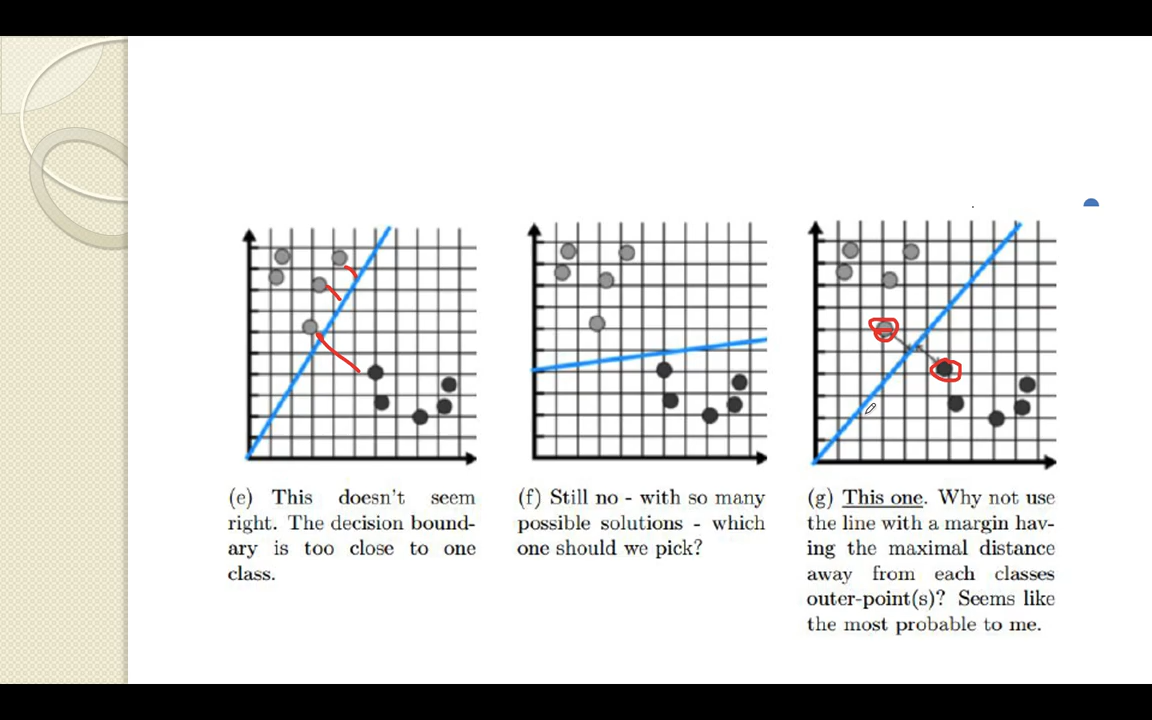 (e) This doesn't seem
right. The decision bound-
ary is too close to one
class.
(f) Still no - with so many
possible solutions - which
one should we pick?
(g) This one. Why not use
the line with a margin hav-
ing the maximal distance
away from each classes
outer-point(s)? Seems like
the most probable to me.